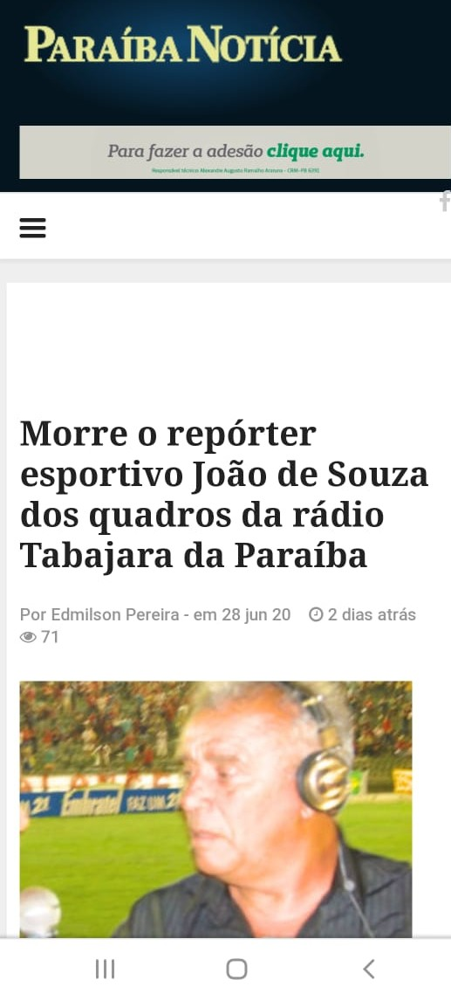 PARAÍBA NOTÍCIA
Para fazer a adesão clique aqui.
Responsável técnico: Alexandre Augusto Ramalho Aranana - CRM-PB 6392
Morre o repórter
esportivo João de Souza
dos quadros da rádio
Tabajara da Paraíba
Por Edmilson Pereira - em 28 jun 20 2 dias atrás
71
21 Embratel FAZ UM 21